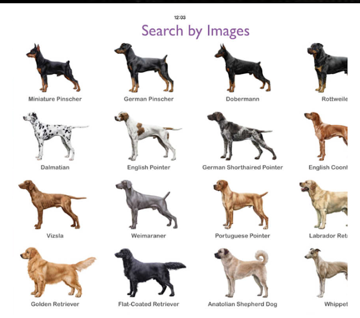 12:03
Search by Images
Miniature Pinscher German Pinscher Dobermann Rottweile
Dalmatian English Pointer German Shorthaired Pointer English Coonh
Vizsla Weimaraner Portuguese Pointer Labrador Ret
Golden Retriever Flat-Coated Retriever Anatolian Shepherd Dog Whippet